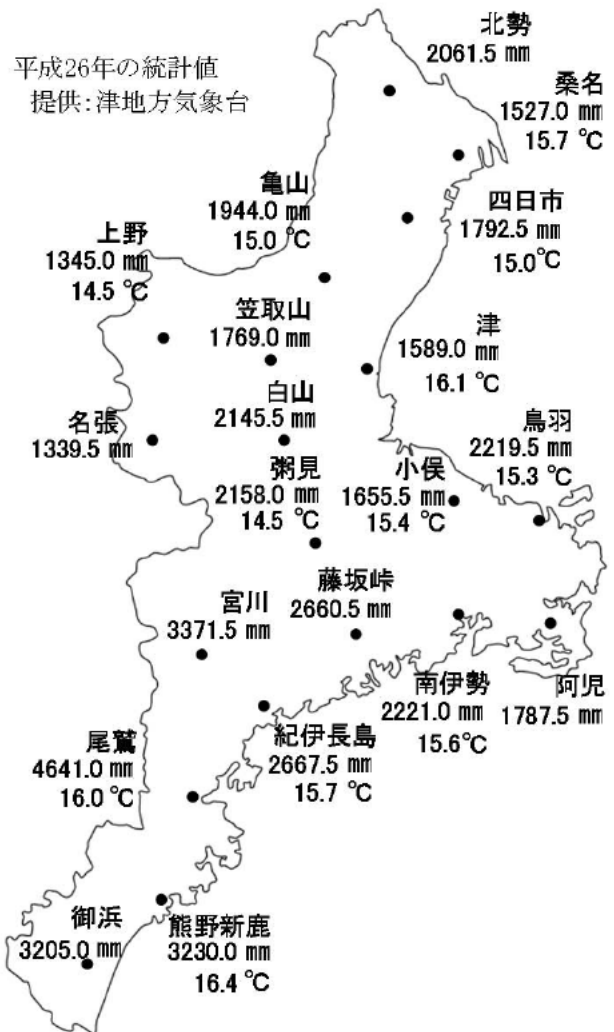 平成26年の統計値
提供:津地方気象台
北勢
2061.5 ㎜
桑名
1527.0 ㎜
15.7 ℃
亀山
1944.0 ㎜
15.0 ℃
四日市
1792.5 ㎜
15.0℃
上野
1345.0 ㎜
14.5 ℃
笠取山
1769.0 ㎜
津
1589.0 ㎜
16.1 ℃
白山
2145.5 ㎜
名張
1339.5 ㎜
鳥羽
2219.5 ㎜
15.3 ℃
粥見
2158.0 ㎜
14.5 ℃
小俣
1655.5 ㎜
15.4 ℃
藤坂峠
2660.5 ㎜
宮川
3371.5 ㎜
南伊勢
2221.0 ㎜
15.6℃
阿児
1787.5 ㎜
紀伊長島
2667.5 ㎜
15.7 ℃
尾鷲
4641.0 ㎜
16.0 ℃
御浜
3205.0 ㎜
熊野新鹿
3230.0 ㎜
16.4 ℃